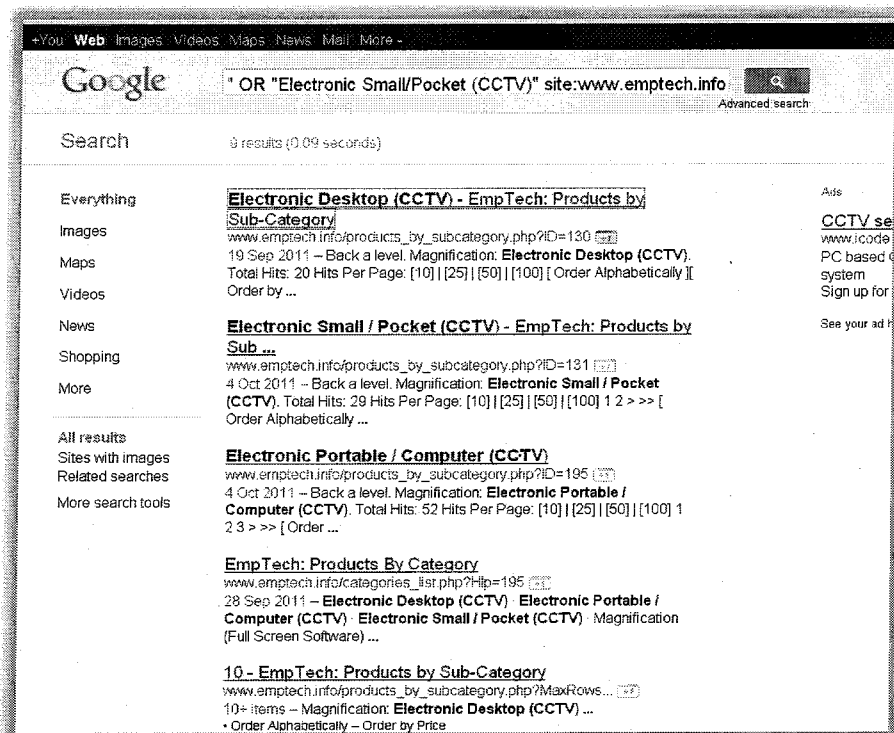 +You Web Images Videos Maps News Mail More -
Google
" OR "Electronic Small/Pocket (CCTV)" site:www.emptech.info
Advanced search
Search
9 results (0.09 seconds)
Everything
Images
Maps
Videos
News
Shopping
More
All results
Sites with images
Related searches
More search tools
Electronic Desktop (CCTV) - EmpTech: Products by
Sub-Category
www.emptech.info/products_by_subcategory.php?ID=130
19 Sep 2011 – Back a level. Magnification: Electronic Desktop (CCTV).
Total Hits: 20 Hits Per Page: [10] | [25] | [50] | [100] [ Order Alphabetically ][
Order by ...
Electronic Small / Pocket (CCTV) - EmpTech: Products by
Sub ...
www.emptech.info/products_by_subcategory.php?ID=131
4 Oct 2011 – Back a level. Magnification: Electronic Small / Pocket
(CCTV). Total Hits: 29 Hits Per Page: [10] | [25] | [50] | [100] 1 2 > >> [
Order Alphabetically ...
Electronic Portable / Computer (CCTV)
www.emptech.info/products_by_subcategory.php?ID=195
4 Oct 2011 – Back a level. Magnification: Electronic Portable /
Computer (CCTV). Total Hits: 52 Hits Per Page: [10] | [25] | [50] | [100] 1
2 3 > >> [ Order ...
EmpTech: Products By Category
www.emptech.info/categories_list.php?Hlp=195
28 Sep 2011 – Electronic Desktop (CCTV) · Electronic Portable /
Computer (CCTV) · Electronic Small / Pocket (CCTV) · Magnification
(Full Screen Software) ...
10 - EmpTech: Products by Sub-Category
www.emptech.info/products_by_subcategory.php?MaxRows...
10+ items – Magnification: Electronic Desktop (CCTV) ...
• Order Alphabetically – Order by Price
Ads
CCTV se
www.icode
PC based
system
Sign up for
See your ad h